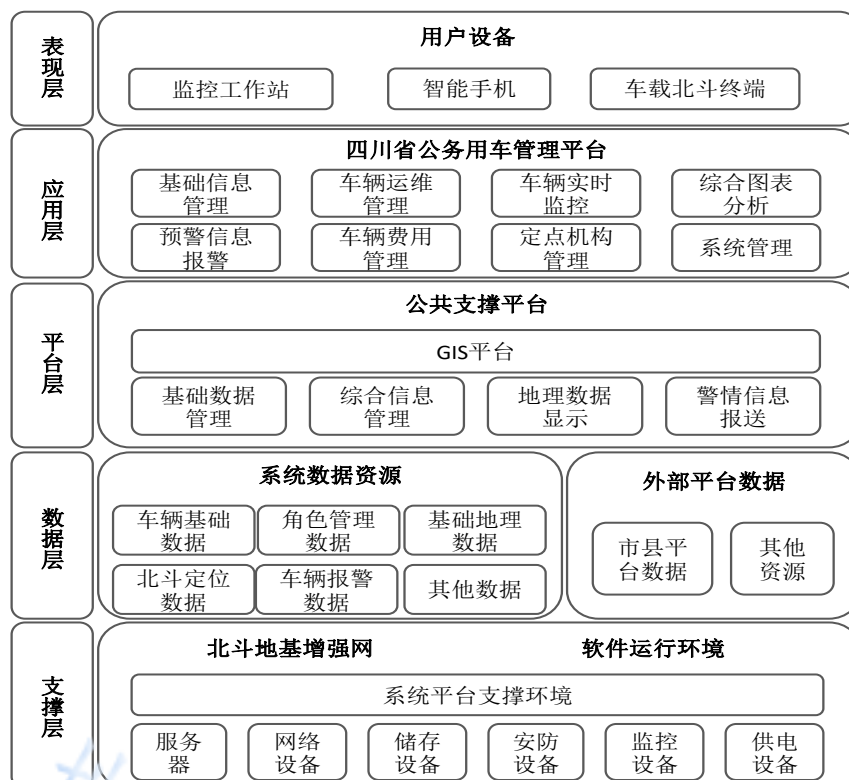 表现层
用户设备
监控工作站
智能手机
车载北斗终端
应用层
四川省公务用车管理平台
基础信息
管理
车辆运维
管理
车辆实时
监控
综合图表
分析
预警信息
报警
车辆费用
管理
定点机构
管理
系统管理
平台层
公共支撑平台
GIS平台
基础数据
管理
综合信息
管理
地理数据
显示
警情信息
报送
数据层
系统数据资源
车辆基础
数据
角色管理
数据
基础地理
数据
北斗定位
数据
车辆报警
数据
其他数据
外部平台数据
市县平
台数据
其他
资源
支撑层
北斗地基增强网
软件运行环境
系统平台支撑环境
服务
器
网络
设备
储存
设备
安防
设备
监控
设备
供电
设备